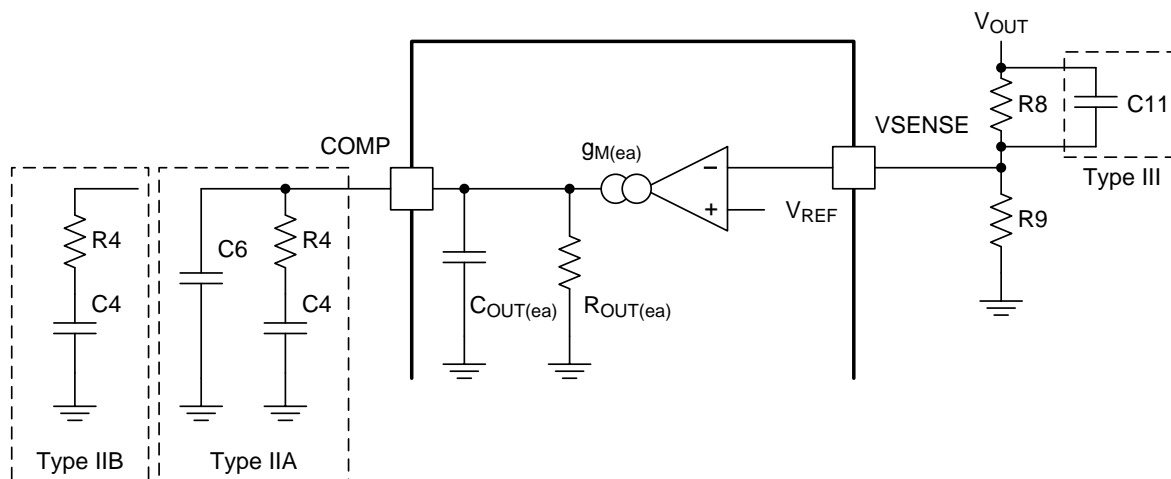 VOUT
R8
C11
VSENSE
COMP
gM(ea)
Type III
R4
C6
R4
VREF
R9
C4
C4
COUT(ea)
ROUT(ea)
Type IIB
Type IIA